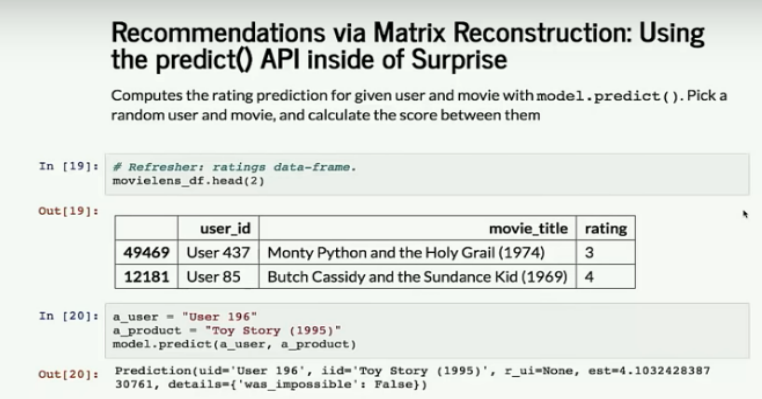 Recommendations via Matrix Reconstruction: Using
the predict() API inside of Surprise
Computes the rating prediction for given user and movie with model.predict(). Pick a
random user and movie, and calculate the score between them
In [19]: # Refresher: ratings data-frame.
movielens_df.head(2)
Out[19]:
user_id movie_title rating
49469 User 437 Monty Python and the Holy Grail (1974) 3
12181 User 85 Butch Cassidy and the Sundance Kid (1969) 4
In [20]: a_user = "User 196"
a_product = "Toy Story (1995)"
model.predict(a_user, a_product)
Out[20]: Prediction(uid='User 196', iid='Toy Story (1995)', r_ui=None, est=4.1032428387
30761, details={'was_impossible': False})